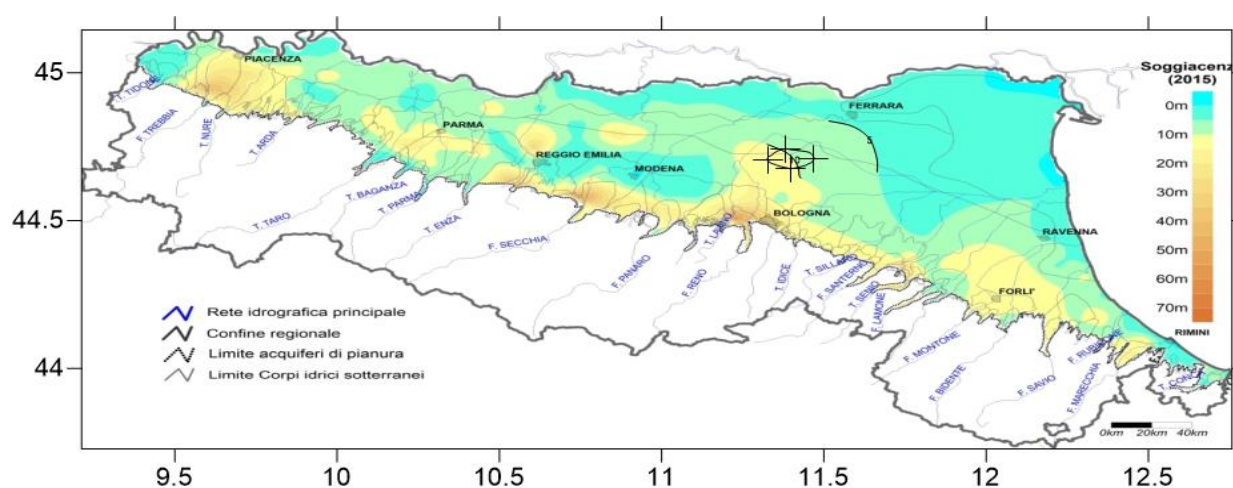 Soggiacenz
(2015)
0m
10m
20m
30m
40m
50m
60m
70m
RIMINI
45
44.5
44
PIACENZA
PARMA
REGGIO EMILIA
MODENA
BOLOGNA
FERRARA
RAVENNA
FORLI'
T. TIDONE
F. TREBBIA
T. NURE
T. ARDA
T. TARO
T. BAGANZA
T. PARMA
T. ENZA
F. SECCHIA
F. PANARO
F. RENO
T. LAVINO
T. IDICE
T. SILLARO
F. SANTERNO
T. SENIO
F. LAMONE
F. MONTONE
F. BIDENTE
F. SAVIO
F. MARECCHIA
T. CONCA
5
Rete idrografica principale
Confine regionale
Limite acquiferi di pianura
Limite Corpi idrici sotterranei
0km 20km 40km
9.5 10 10.5 11 11.5 12 12.5